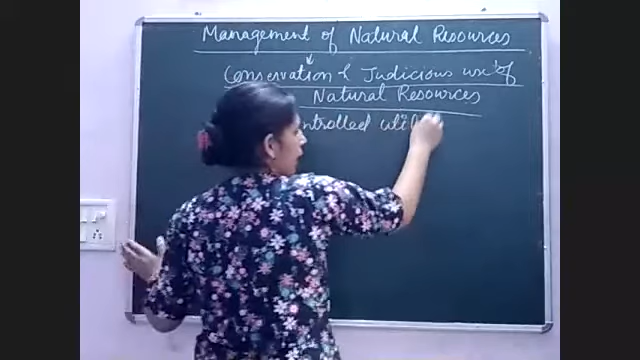 Management of Natural Resources
Conservation & Judicious use of
Natural Resources